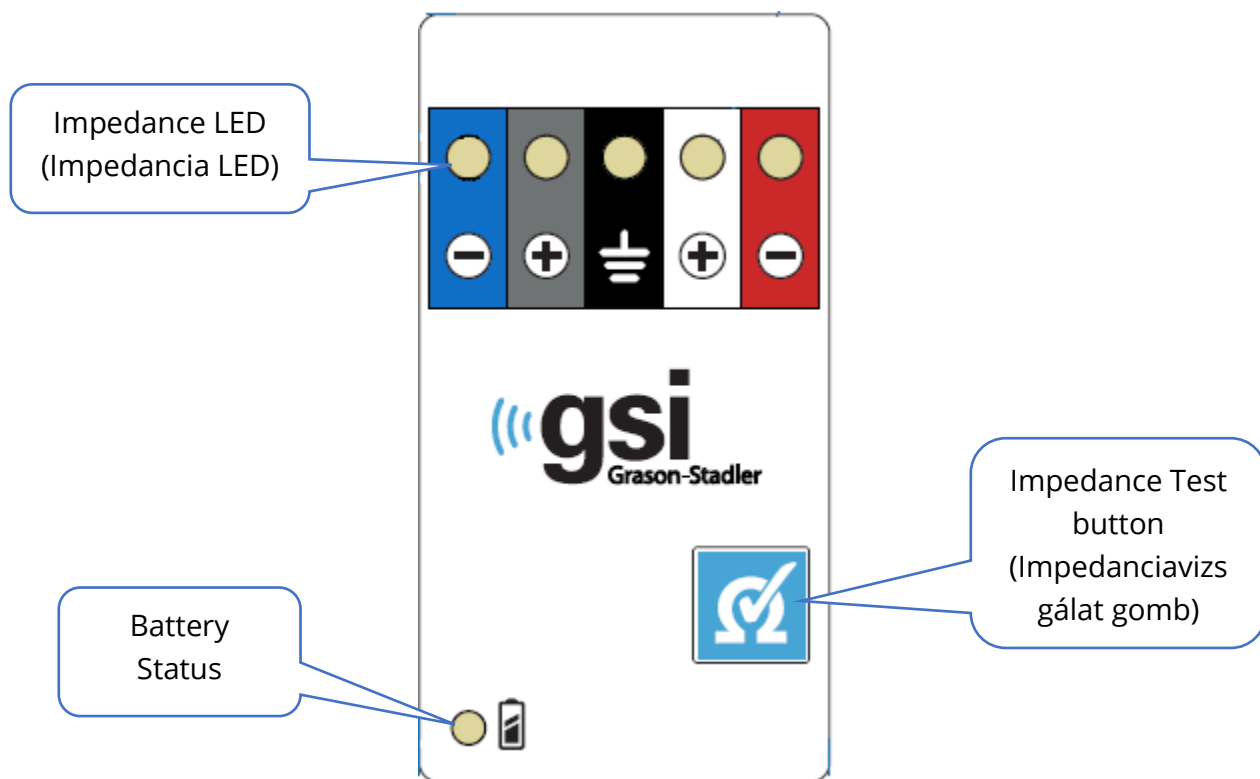 Impedance LED
(Impedancia LED)
gsi
Grason-Stadler
Impedance Test
button
(Impedanciavizs
gálat gomb)
Battery
Status